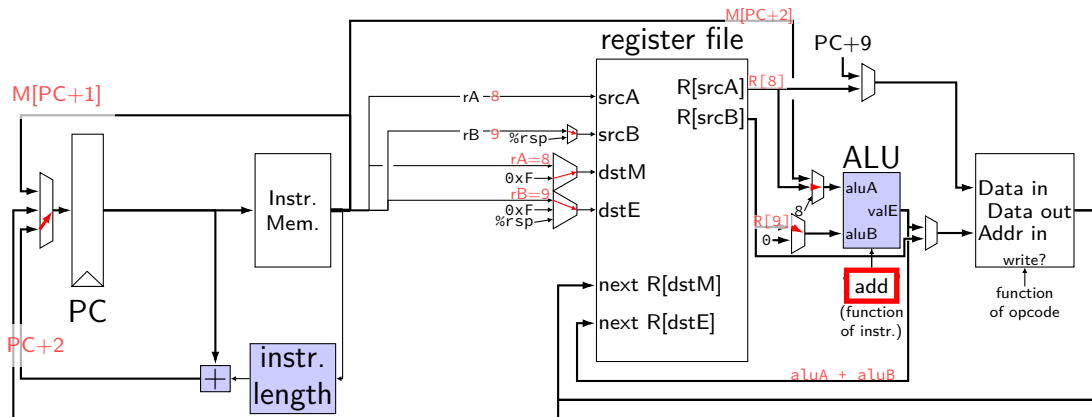 M[PC+2]
register file
PC+9
M[PC+1]
R[srcA]
R[8]
rA 8
srcA
R[srcB]
rB 9
%rsp
srcB
ALU
rA=8
0xF
dstM
Instr.
Mem.
rB=9
0xF
%rsp
dstE
8
aluA
valE
aluB
R[9]
0
Data in
Data out
Addr in
write?
function
of opcode
add
(function
of instr.)
PC
next R[dstM]
next R[dstE]
PC+2
+
instr.
length
aluA + aluB